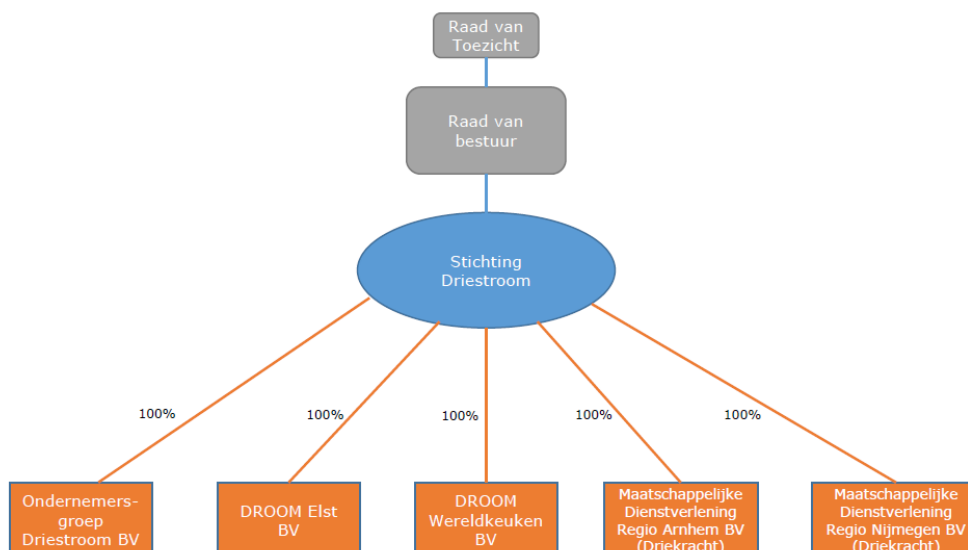 Raad van
Toezicht
Raad van
bestuur
Stichting
Driestroom
100%
100%
100%
100%
100%
Ondernemers-
groep
Driestroom BV
DROOM Elst
BV
DROOM
Wereldkeuken
BV
Maatschappelijke
Dienstverlening
Regio Arnhem BV
(Driekracht)
Maatschappelijke
Dienstverlening
Regio Nijmegen BV
(Driekracht)